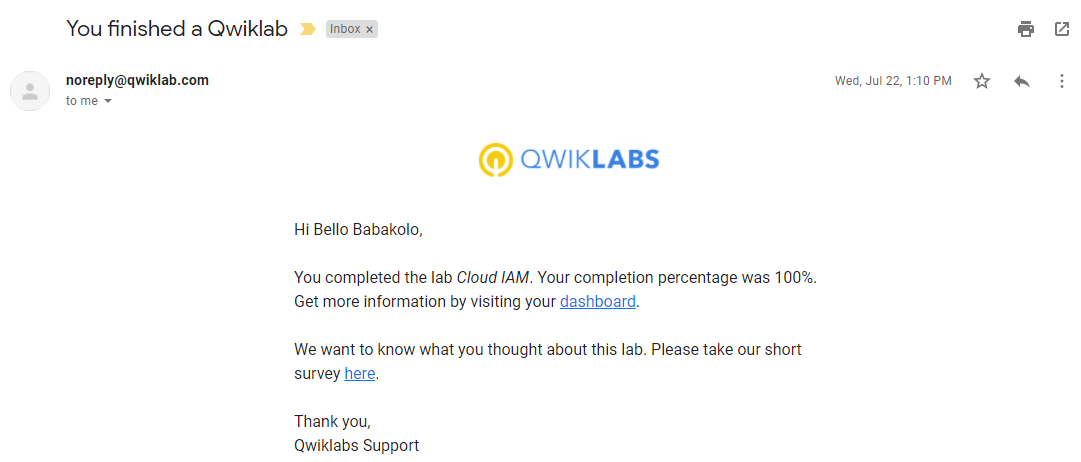 You finished a Qwiklab
Inbox x
noreply@qwiklab.com
Wed, Jul 22, 1:10 PM
to me
QWIKLABS
Hi Bello Babakolo,
You completed the lab Cloud IAM. Your completion percentage was 100%.
Get more information by visiting your dashboard.
We want to know what you thought about this lab. Please take our short
survey here.
Thank you,
Qwiklabs Support